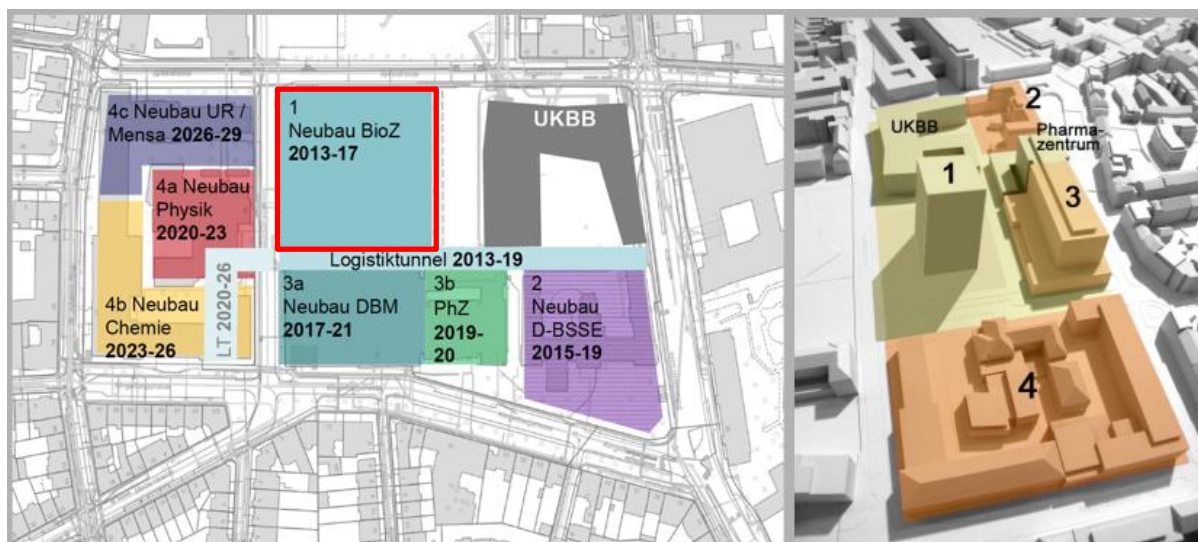 4c Neubau UR /
Mensa 2026-29
1
Neubau BioZ
2013-17
UKBB
4a Neubau
Physik
2020-23
Logistiktunnel 2013-19
LT 2020-26
4b Neubau
Chemie
2023-26
3a
Neubau DBM
2017-21
3b
PhZ
2019-
20
2
Neubau
D-BSSE
2015-19
UKBB
2
Pharma-
zentrum
1
3
4